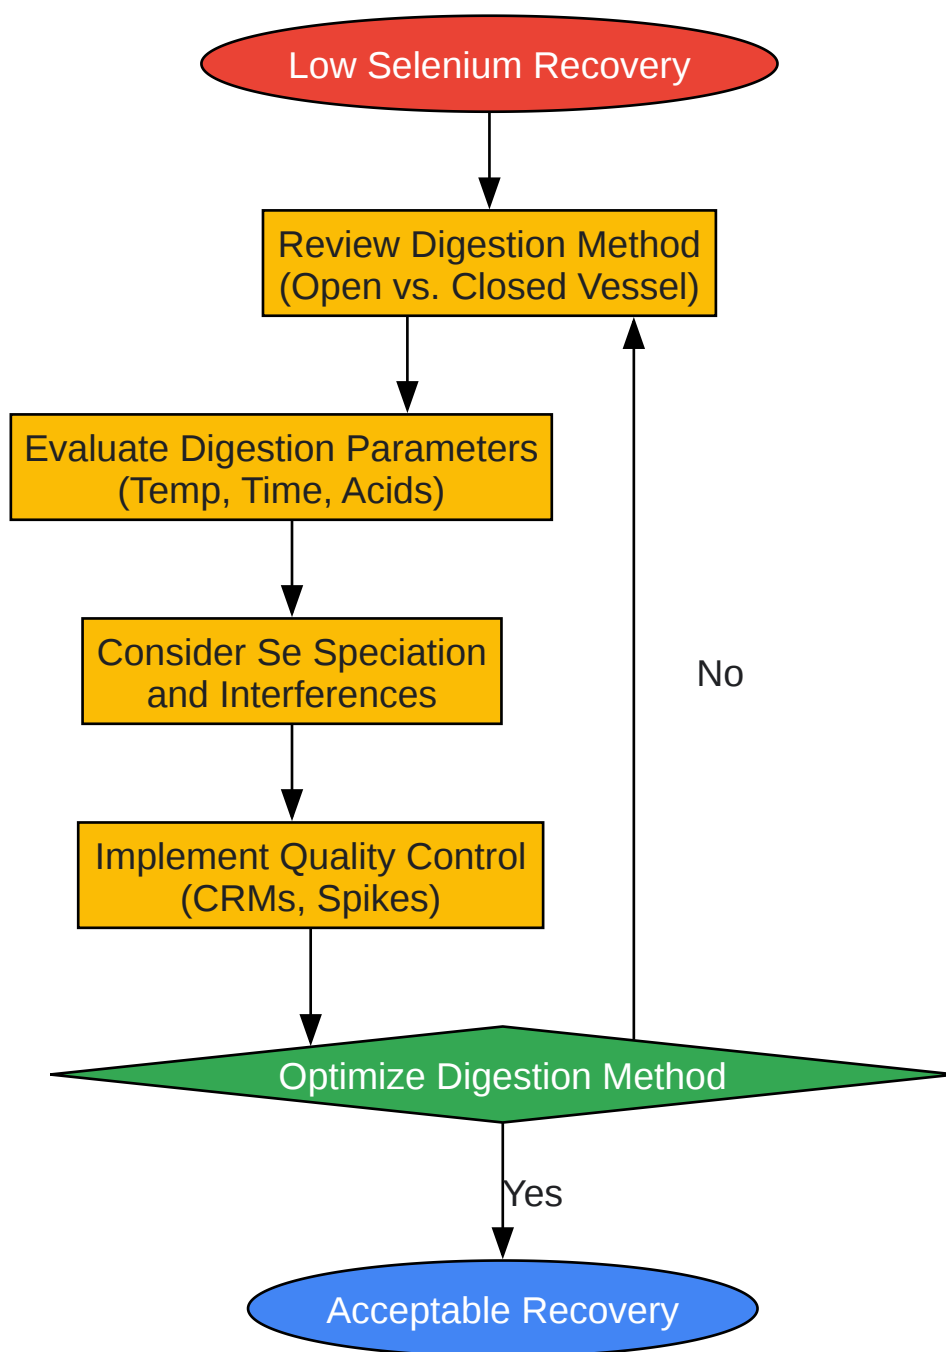 Low Selenium Recovery
Review Digestion Method
(Open vs. Closed Vessel)
Evaluate Digestion Parameters
(Temp, Time, Acids)
Consider Se Speciation
and Interferences
No
Implement Quality Control
(CRMs, Spikes)
Optimize Digestion Method
Yes
Acceptable Recovery